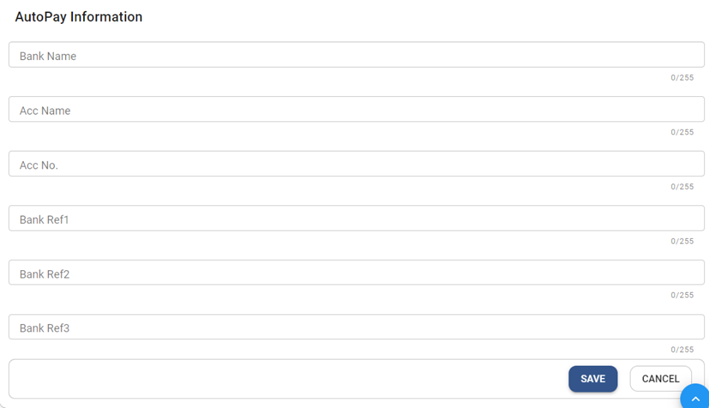 AutoPay Information
Bank Name
0/255
Acc Name
0/255
Acc No.
0/255
Bank Ref1
0/255
Bank Ref2
0/255
Bank Ref3
0/255
SAVE CANCEL